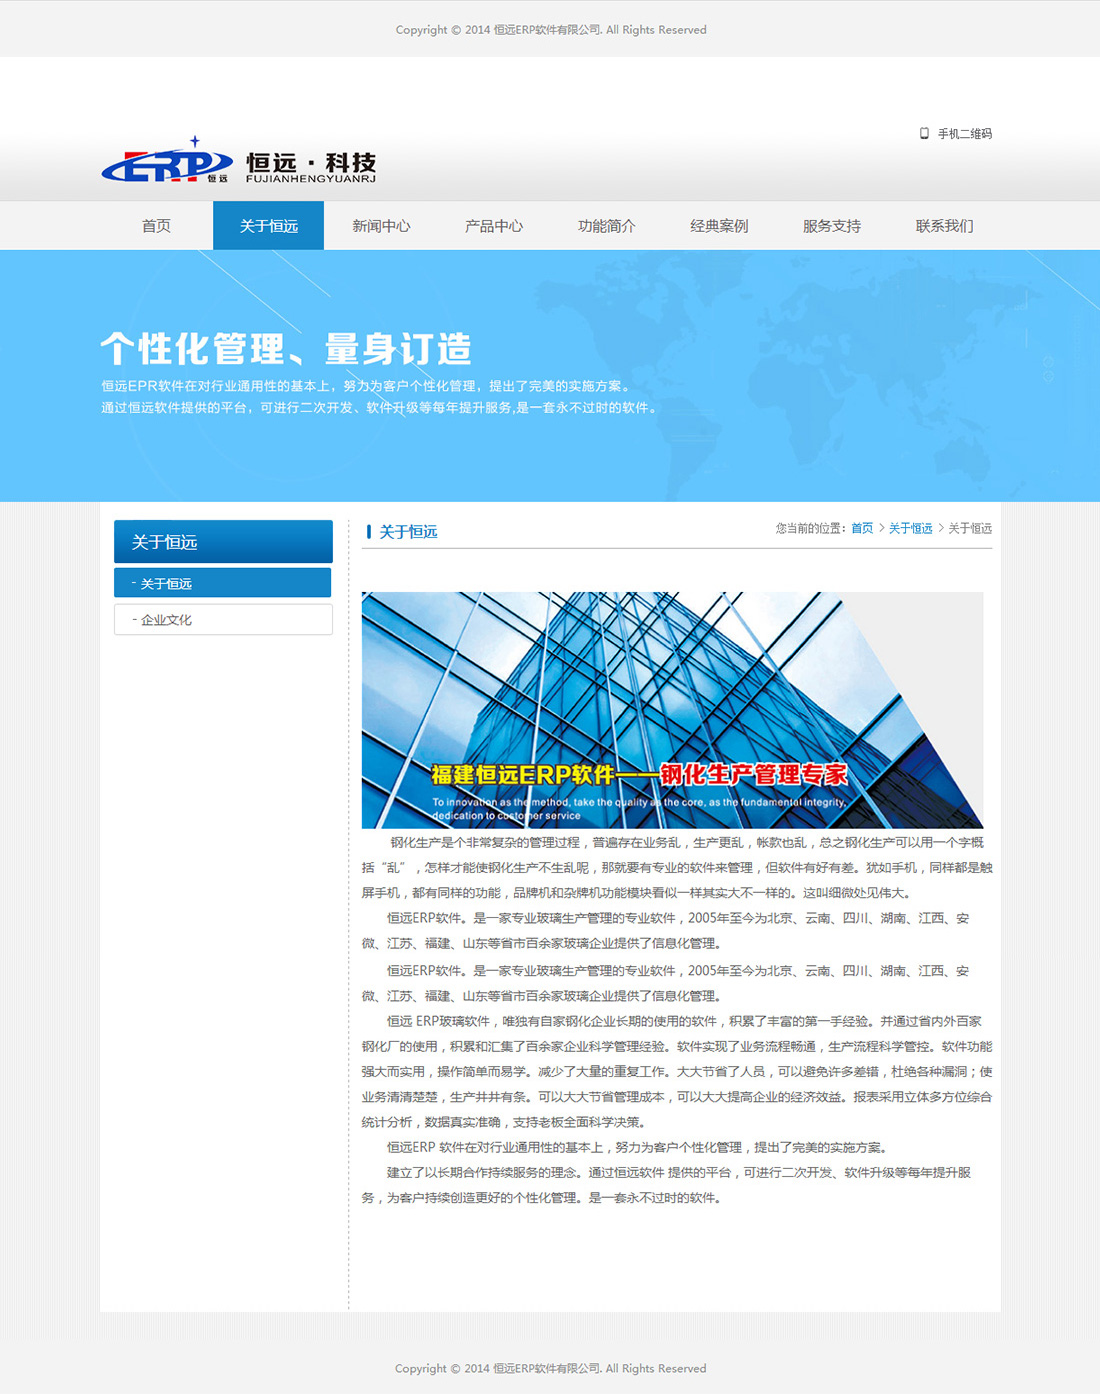 Copyright © 2014 恒远ERP软件有限公司. All Rights Reserved
手机二维码
ERP 恒远 恒远·科技
FUJIANHENGYUANRJ
首页 关于恒远 新闻中心 产品中心 功能简介 经典案例 服务支持 联系我们
个性化管理、量身订造
恒远EPR软件在对行业通用性的基本上，努力为客户个性化管理，提出了完美的实施方案。
通过恒远软件提供的平台，可进行二次开发、软件升级等每年提升服务,是一套永不过时的软件。
关于恒远
- 关于恒远
- 企业文化
关于恒远
您当前的位置：首页 > 关于恒远 > 关于恒远
福建恒远ERP软件——钢化生产管理专家
To innovation as the method, take the quality as the core, as the fundamental integrity,
dedication to customer service
钢化生产是个非常复杂的管理过程，普遍存在业务乱，生产更乱，帐款也乱，总之钢化生产可以用一个字概
括“乱”，怎样才能使钢化生产不生乱呢，那就要有专业的软件来管理，但软件有好有差。犹如手机，同样都是触
屏手机，都有同样的功能，品牌机和杂牌机功能模块看似一样其实大不一样的。这叫细微处见伟大。
恒远ERP软件。是一家专业玻璃生产管理的专业软件，2005年至今为北京、云南、四川、湖南、江西、安
微、江苏、福建、山东等省市百余家玻璃企业提供了信息化管理。
恒远ERP软件。是一家专业玻璃生产管理的专业软件，2005年至今为北京、云南、四川、湖南、江西、安
微、江苏、福建、山东等省市百余家玻璃企业提供了信息化管理。
恒远 ERP玻璃软件，唯独有自家钢化企业长期的使用的软件，积累了丰富的第一手经验。并通过省内外百家
钢化厂的使用，积累和汇集了百余家企业科学管理经验。软件实现了业务流程畅通，生产流程科学管控。软件功能
强大而实用，操作简单而易学。减少了大量的重复工作。大大节省了人员，可以避免许多差错，杜绝各种漏洞；使
业务清清楚楚，生产井井有条。可以大大节省管理成本，可以大大提高企业的经济效益。报表采用立体多方位综合
统计分析，数据真实准确，支持老板全面科学决策。
恒远ERP 软件在对行业通用性的基本上，努力为客户个性化管理，提出了完美的实施方案。
建立了以长期合作持续服务的理念。通过恒远软件 提供的平台，可进行二次开发、软件升级等每年提升服
务，为客户持续创造更好的个性化管理。是一套永不过时的软件。
Copyright © 2014 恒远ERP软件有限公司. All Rights Reserved